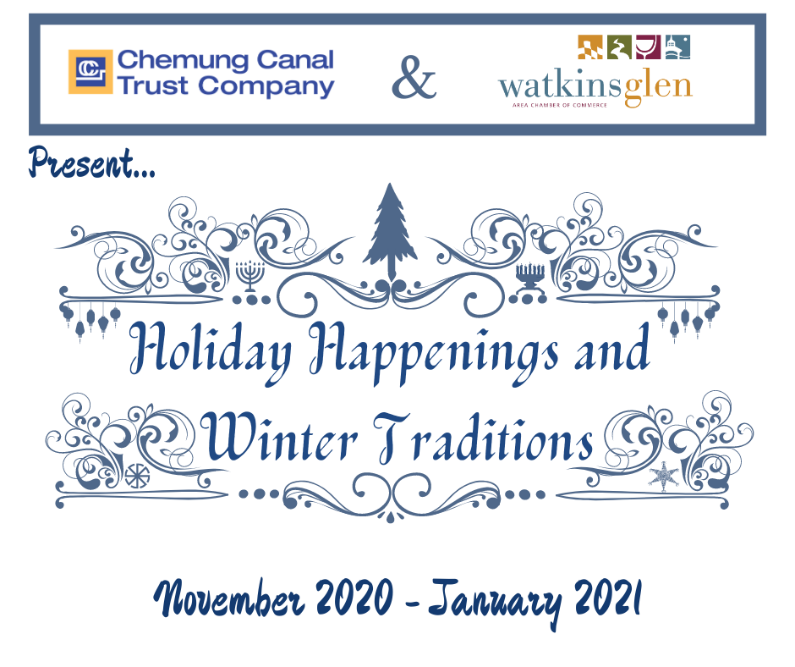 Chemung Canal
Trust Company
&
watkinsglen
AREA CHAMBER OF COMMERCE
Present...
Holiday Happenings and
Winter Traditions
November 2020 - January 2021